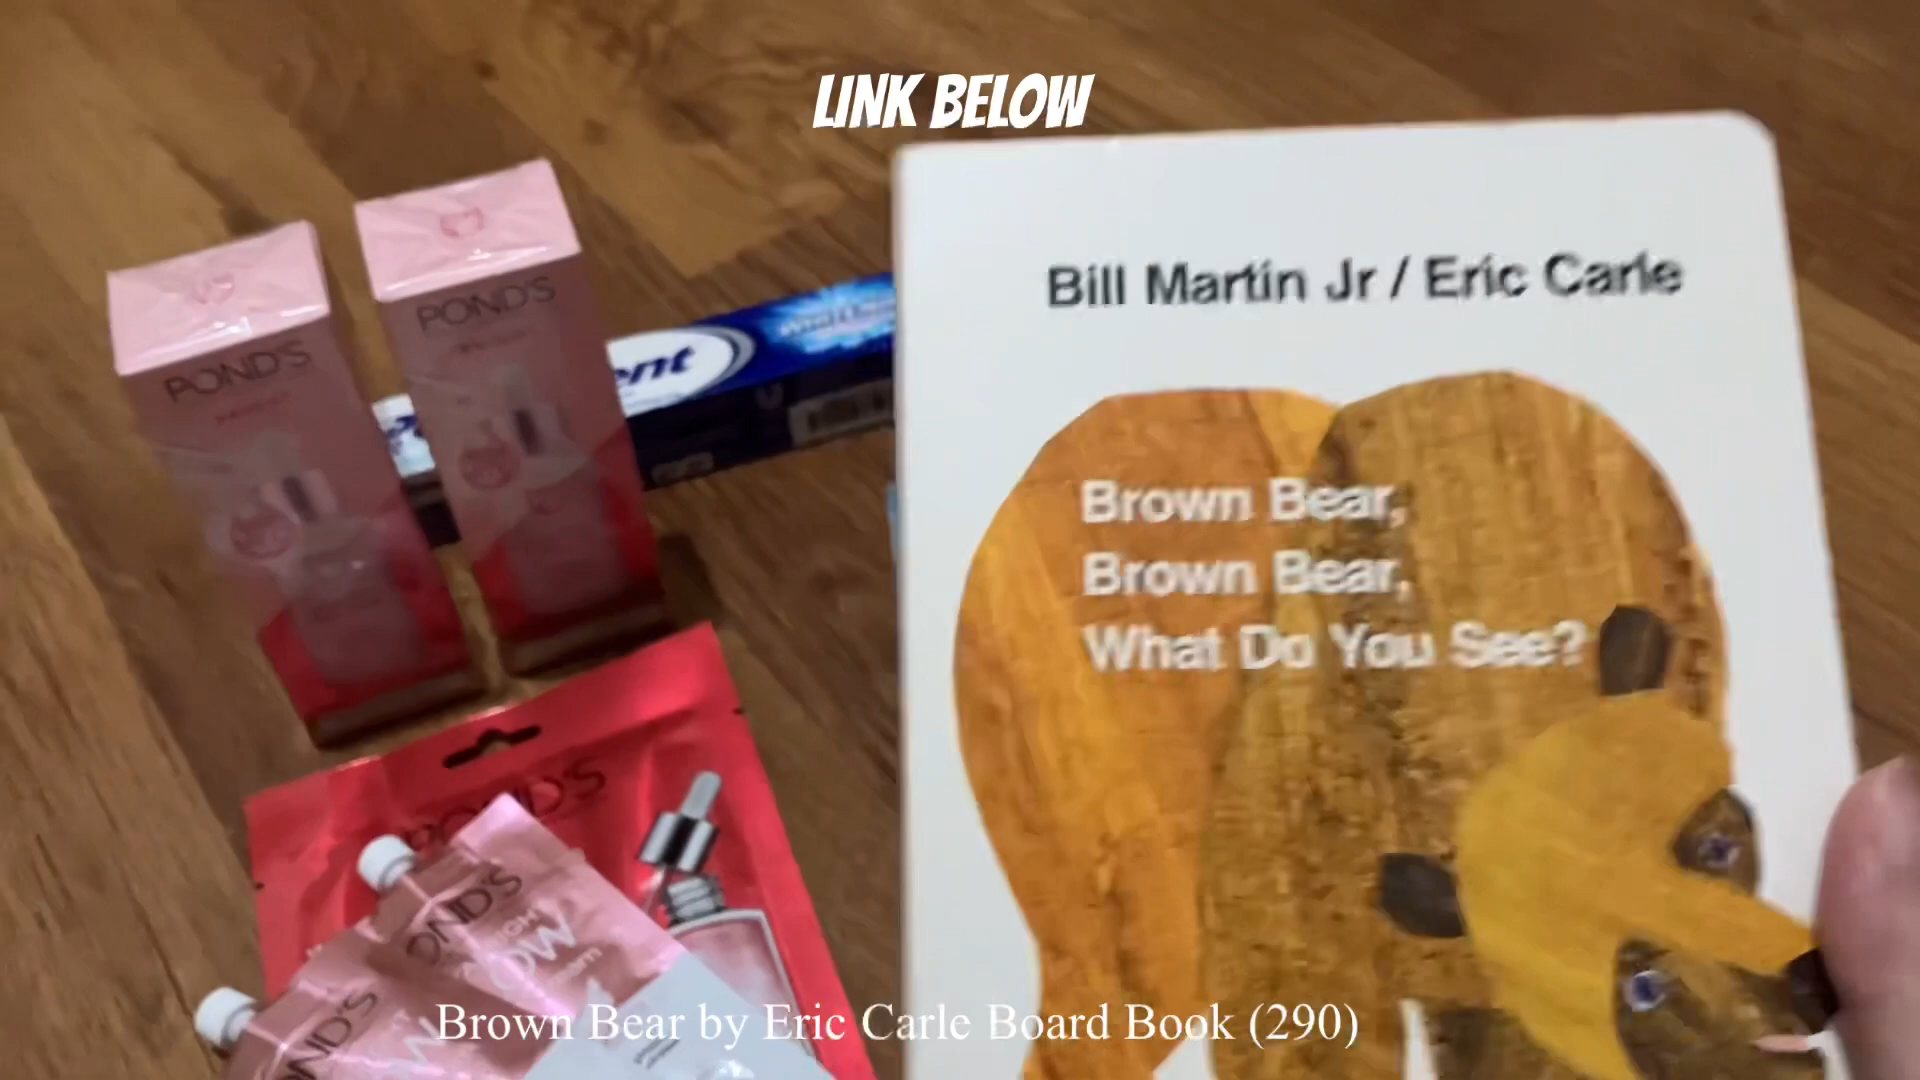 LINK BELOW
Bill Martin Jr / Eric Carle
POND'S
POND'S
ent
Brown Bear,
Brown Bear,
What Do You See?
POND'S
POND'S
Brown Bear by Eric Carle Board Book (290)